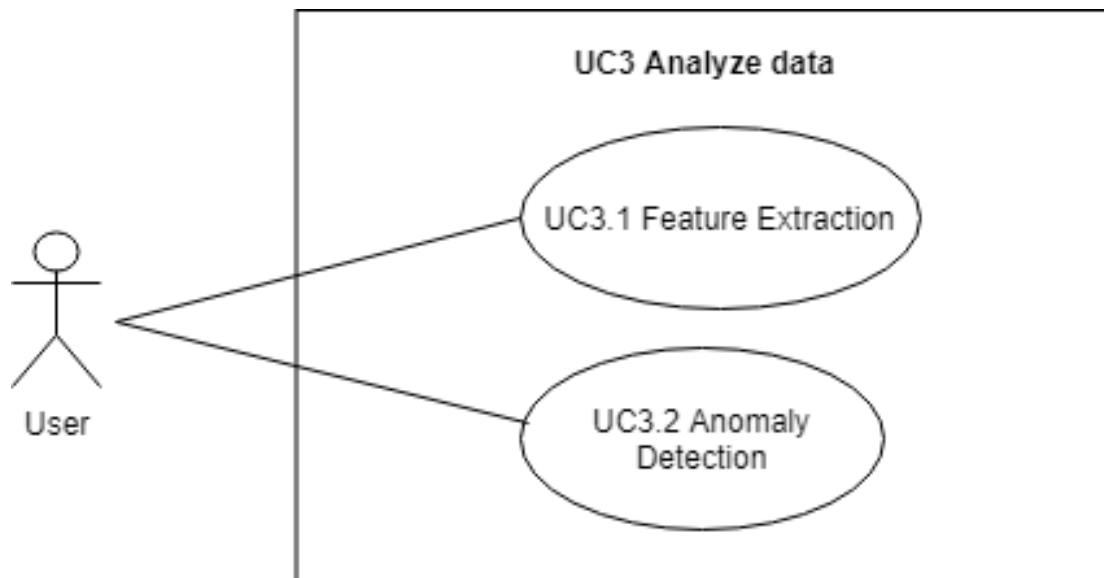 UC3 Analyze data
UC3.1 Feature Extraction
User
UC3.2 Anomaly
Detection